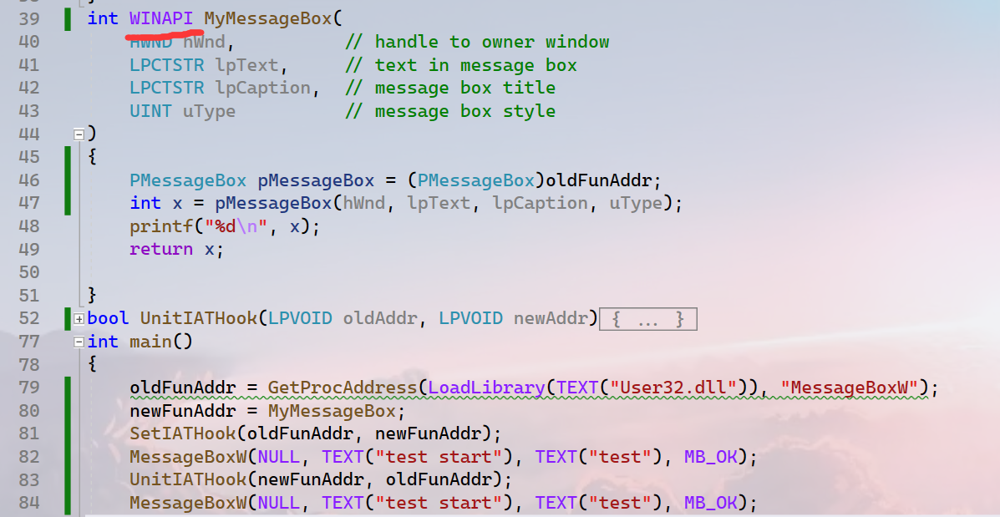 39 int WINAPI MyMessageBox(
40 HWND hWnd, // handle to owner window
41 LPCTSTR lpText, // text in message box
42 LPCTSTR lpCaption, // message box title
43 UINT uType // message box style
44 )
45 {
46 PMessageBox pMessageBox = (PMessageBox)oldFunAddr;
47 int x = pMessageBox(hWnd, lpText, lpCaption, uType);
48 printf("%d\n", x);
49 return x;
50
51 }
52 bool UnitIATHook(LPVOID oldAddr, LPVOID newAddr){ ... }
77 int main()
78 {
79 oldFunAddr = GetProcAddress(LoadLibrary(TEXT("User32.dll")), "MessageBoxW");
80 newFunAddr = MyMessageBox;
81 SetIATHook(oldFunAddr, newFunAddr);
82 MessageBoxW(NULL, TEXT("test start"), TEXT("test"), MB_OK);
83 UnitIATHook(newFunAddr, oldFunAddr);
84 MessageBoxW(NULL, TEXT("test start"), TEXT("test"), MB_OK);